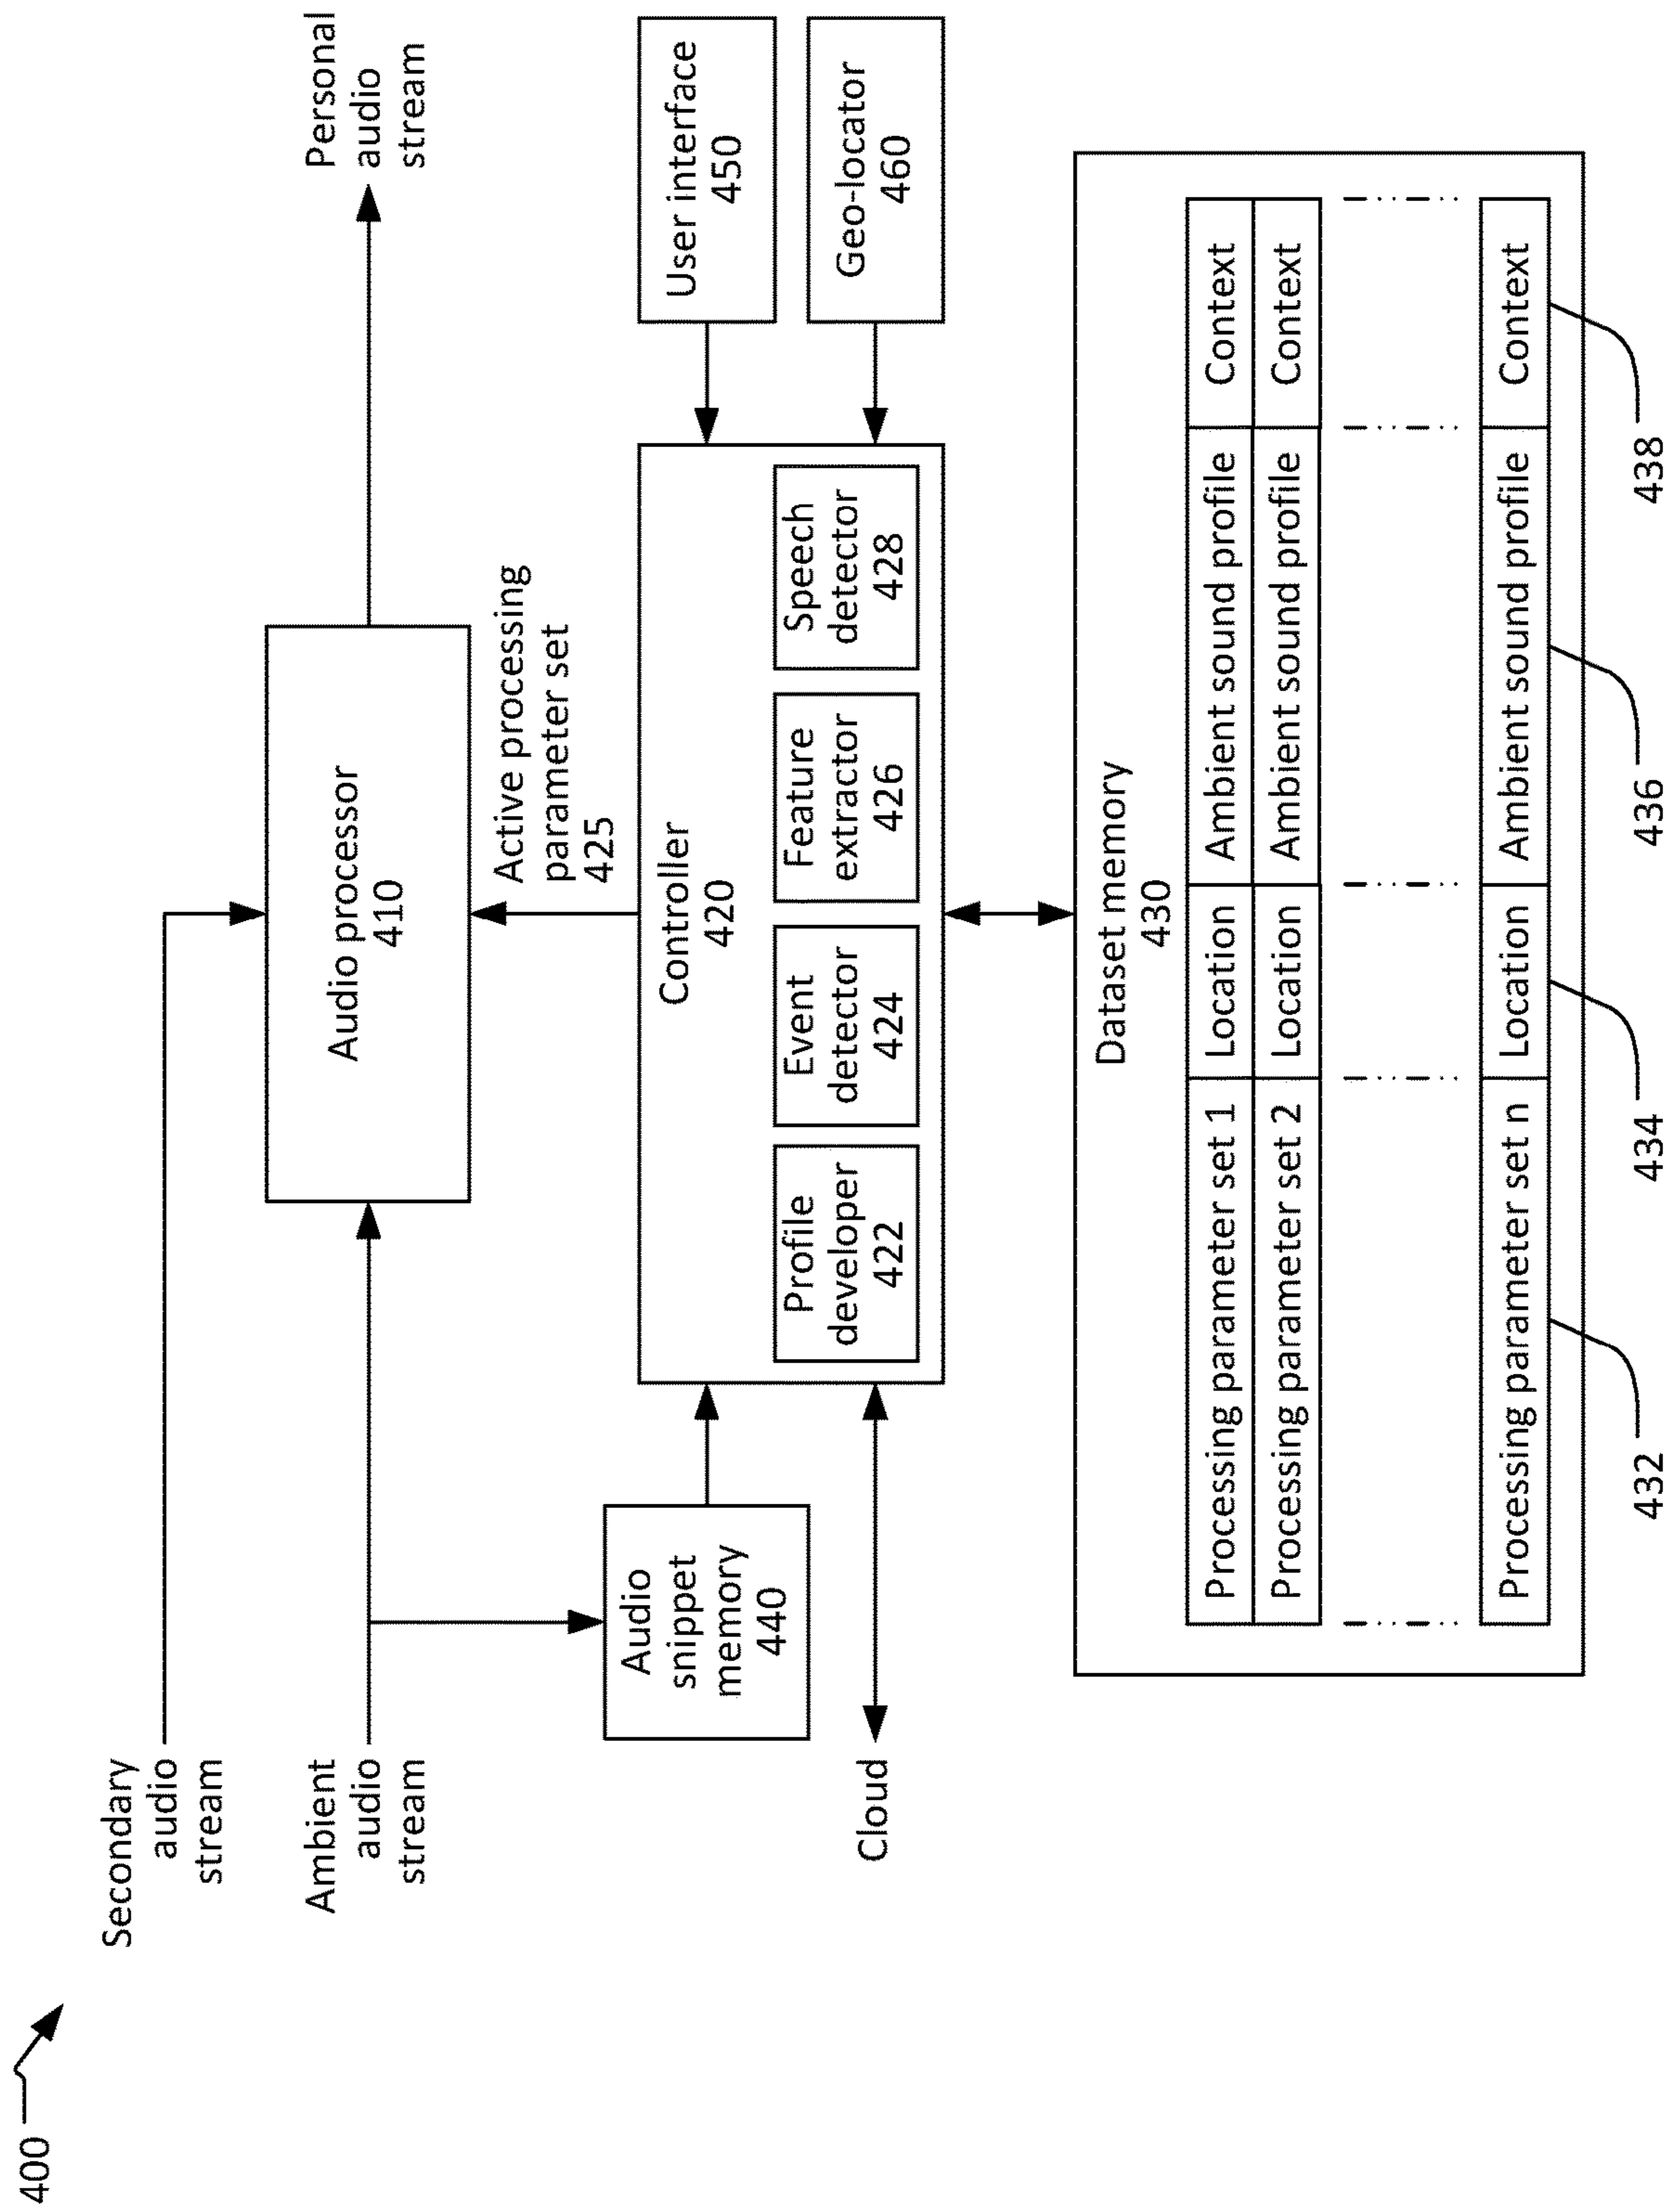 400
Secondary
audio
stream
Ambient
audio
stream
Personal
audio
stream
Audio processor
410
Active processing
parameter set
425
Audio
snippet
memory
440
Cloud
Controller
420
Profile
developer
422
Event
detector
424
Feature
extractor
426
Speech
detector
428
User interface
450
Geo-locator
460
Dataset memory
430
Processing parameter set 1 Location Ambient sound profile Context
Processing parameter set 2 Location Ambient sound profile Context
Processing parameter set n Location Ambient sound profile Context
432 434 436 438